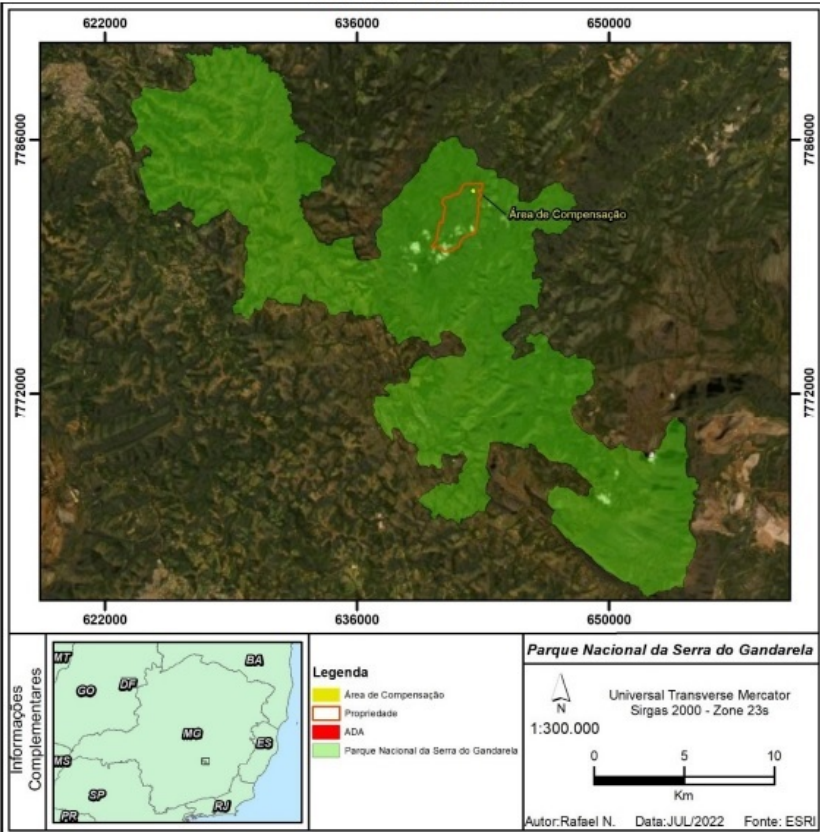 622000
636000
650000
7786000
7786000
Área de Compensação
7772000
7772000
622000
636000
650000
Informações
Complementares
MT
BA
GO
DF
MG
ES
MS
SP
RJ
PR
Legenda
Área de Compensação
Propriedade
ADA
Parque Nacional da Serra do Gandarela
Parque Nacional da Serra do Gandarela
N
1:300.000
Universal Transverse Mercator
Sirgas 2000 - Zone 23s
0 5 10
Km
Autor:Rafael N. Data:JUL/2022 Fonte: ESRI